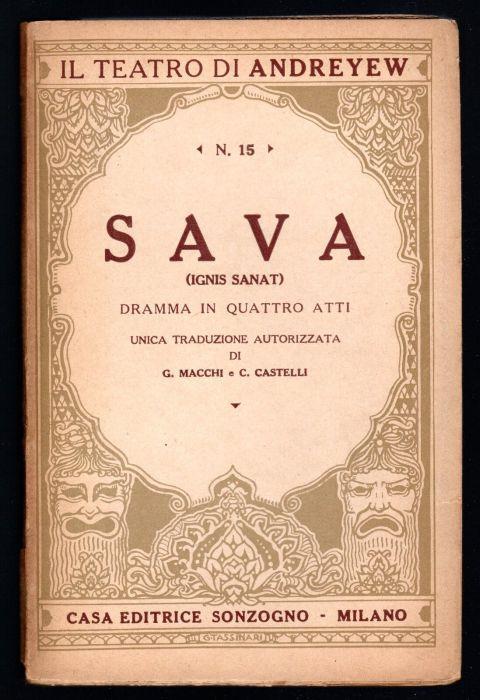 IL TEATRO DI ANDREYEW
N. 15
SAVA
(IGNIS SANAT)
DRAMMA IN QUATTRO ATTI
UNICA TRADUZIONE AUTORIZZATA
DI
G. MACCHI e C. CASTELLI
CASA EDITRICE SONZOGNO - MILANO
G. TASSINARI